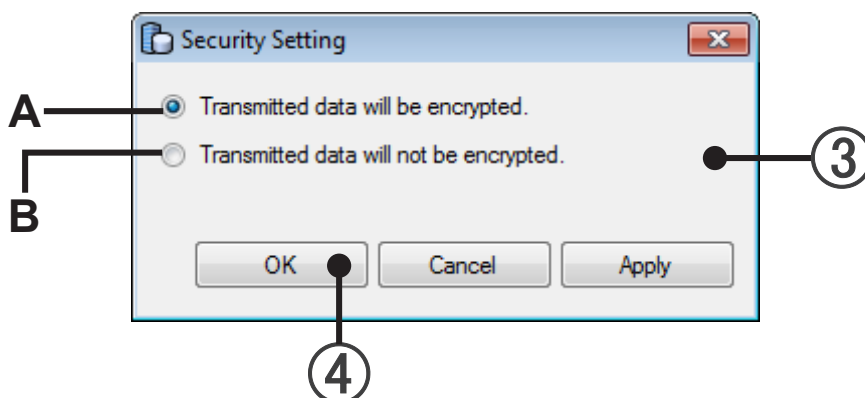 Security Setting
A
Transmitted data will be encrypted.
B
Transmitted data will not be encrypted.
③
OK
Cancel
Apply
④